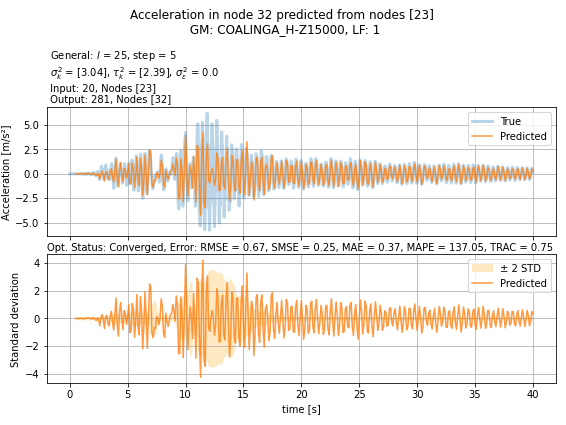 Acceleration in node 32 predicted from nodes [23]
GM: COALINGA_H-Z15000, LF: 1
General: l = 25, step = 5
σ²_k = [3.04], τ²_k = [2.39], σ²_ε = 0.0
Input: 20, Nodes [23]
Output: 281, Nodes [32]
Acceleration [m/s²]
5.0
2.5
0.0
−2.5
−5.0
True
Predicted
Opt. Status: Converged, Error: RMSE = 0.67, SMSE = 0.25, MAE = 0.37, MAPE = 137.05, TRAC = 0.75
Standard deviation
4
2
0
−2
−4
± 2 STD
Predicted
0 5 10 15 20 25 30 35 40
time [s]